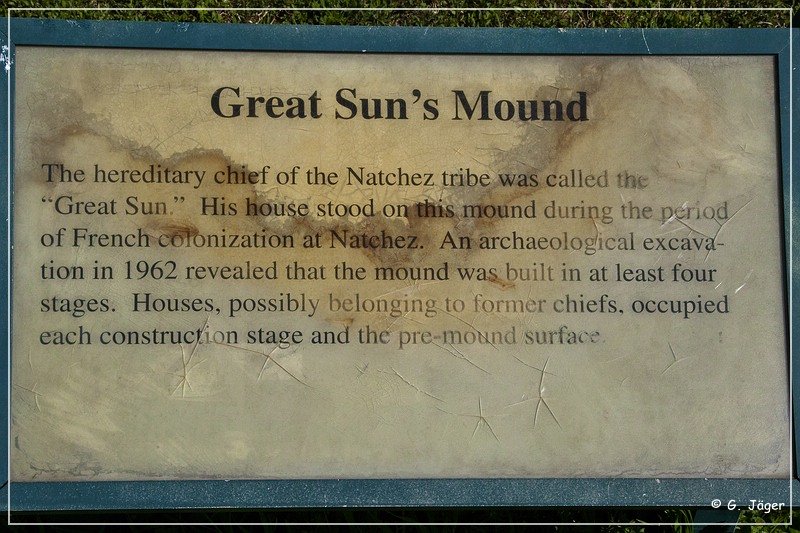 Great Sun's Mound
The hereditary chief of the Natchez tribe was called the
“Great Sun.” His house stood on this mound during the period
of French colonization at Natchez. An archaeological excava-
tion in 1962 revealed that the mound was built in at least four
stages. Houses, possibly belonging to former chiefs, occupied
each construction stage and the pre-mound surface.
© G. Jäger